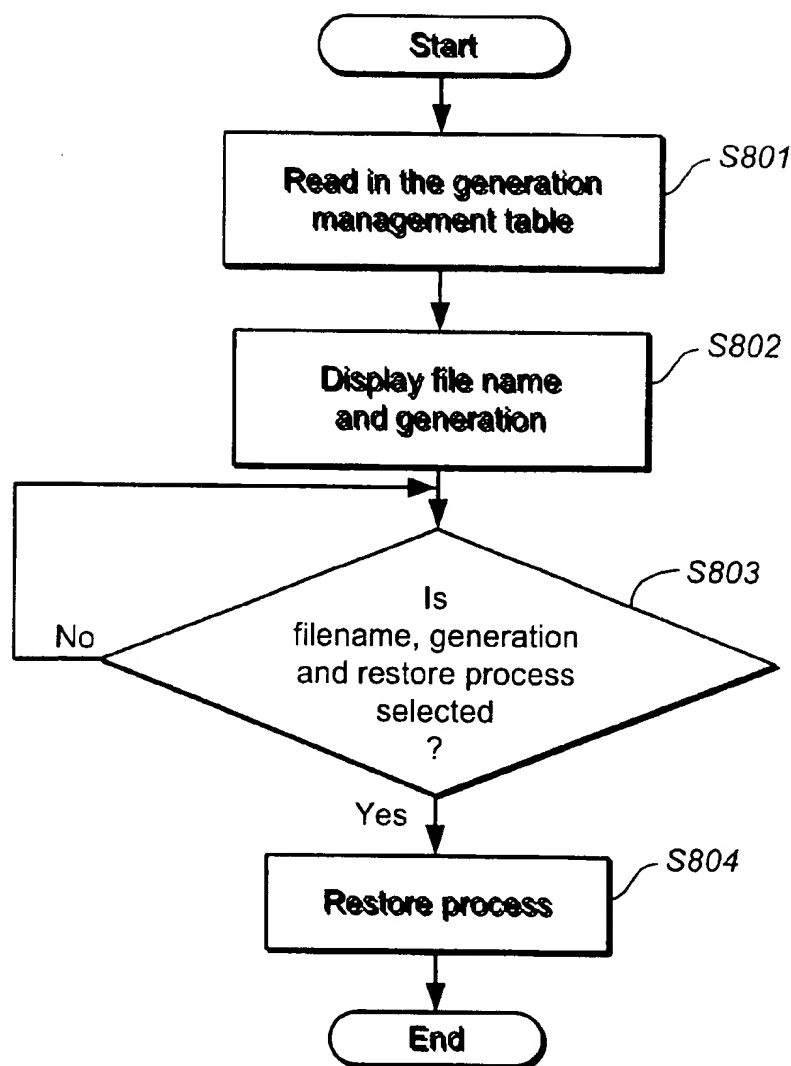 Start
S801
Read in the generation
management table
S802
Display file name
and generation
S803
Is
filename, generation
and restore process
selected
?
No
Yes
S804
Restore process
End